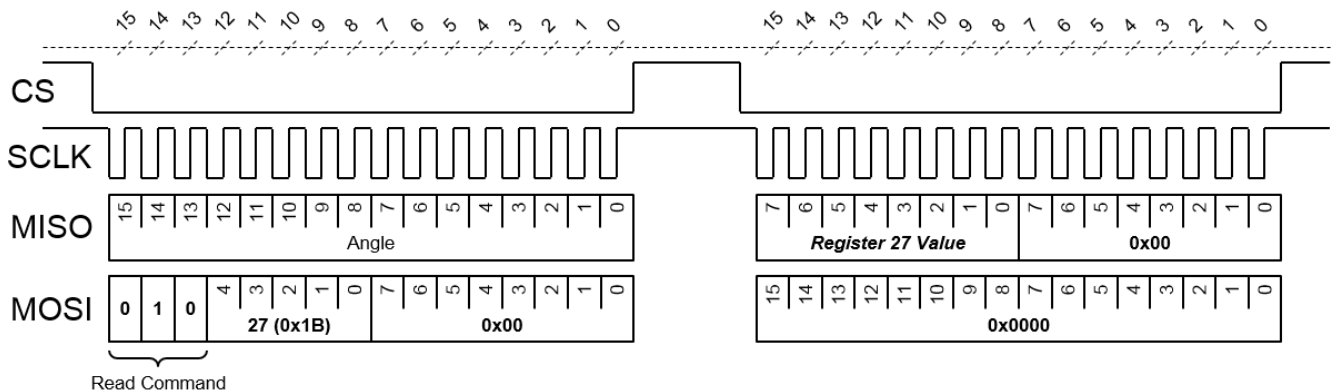 15 14 13 12 11 10 9 8 7 6 5 4 3 2 1 0 15 14 13 12 11 10 9 8 7 6 5 4 3 2 1 0
CS
SCLK
MISO 15 14 13 12 11 10 9 8 7 6 5 4 3 2 1 0 7 6 5 4 3 2 1 0 7 6 5 4 3 2 1 0
Angle Register 27 Value 0x00
MOSI 0 1 0 4 3 2 1 0 7 6 5 4 3 2 1 0 15 14 13 12 11 10 9 8 7 6 5 4 3 2 1 0
27 (0x1B) 0x00 0x0000
Read Command